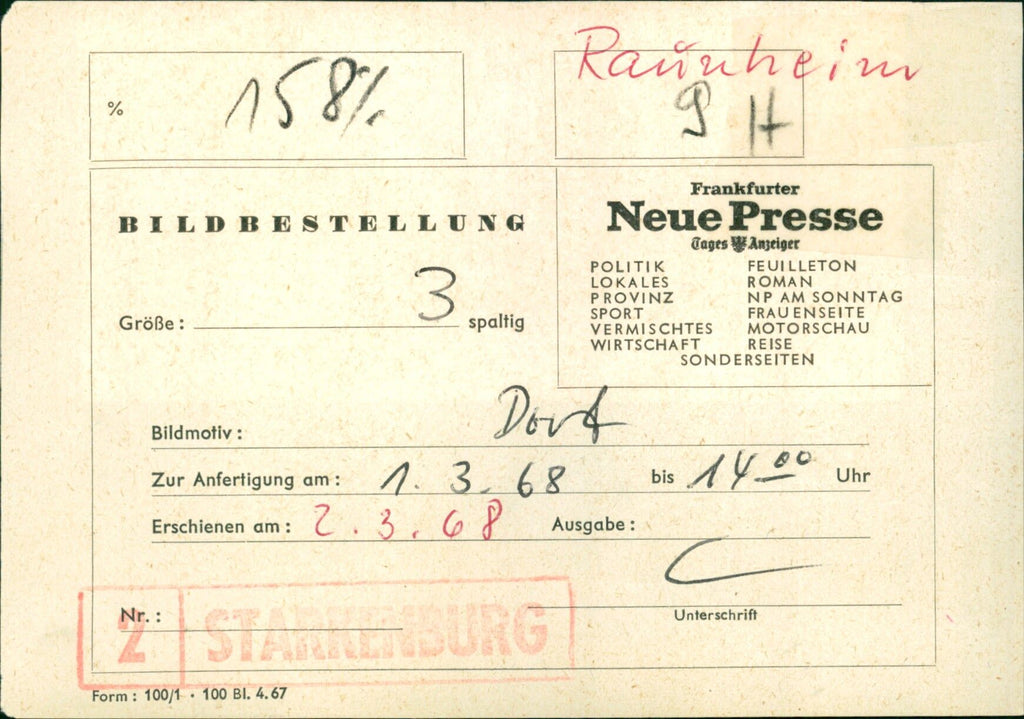 Raunheim
% 158%
9 H
BILDBESTELLUNG
Frankfurter
Neue Presse
Tages Anzeiger
POLITIK FEUILLETON
LOKALES ROMAN
PROVINZ NP AM SONNTAG
SPORT FRAUENSEITE
VERMISCHTES MOTORSCHAU
WIRTSCHAFT REISE
SONDERSEITEN
Größe: 3 spaltig
Bildmotiv: Dorf
Zur Anfertigung am: 1. 3. 68 bis 14 00 Uhr
Erschienen am: 2. 3. 68 Ausgabe:
Nr.: Unterschrift
2 STARKENBURG
Form: 100/1 · 100 Bl. 4.67